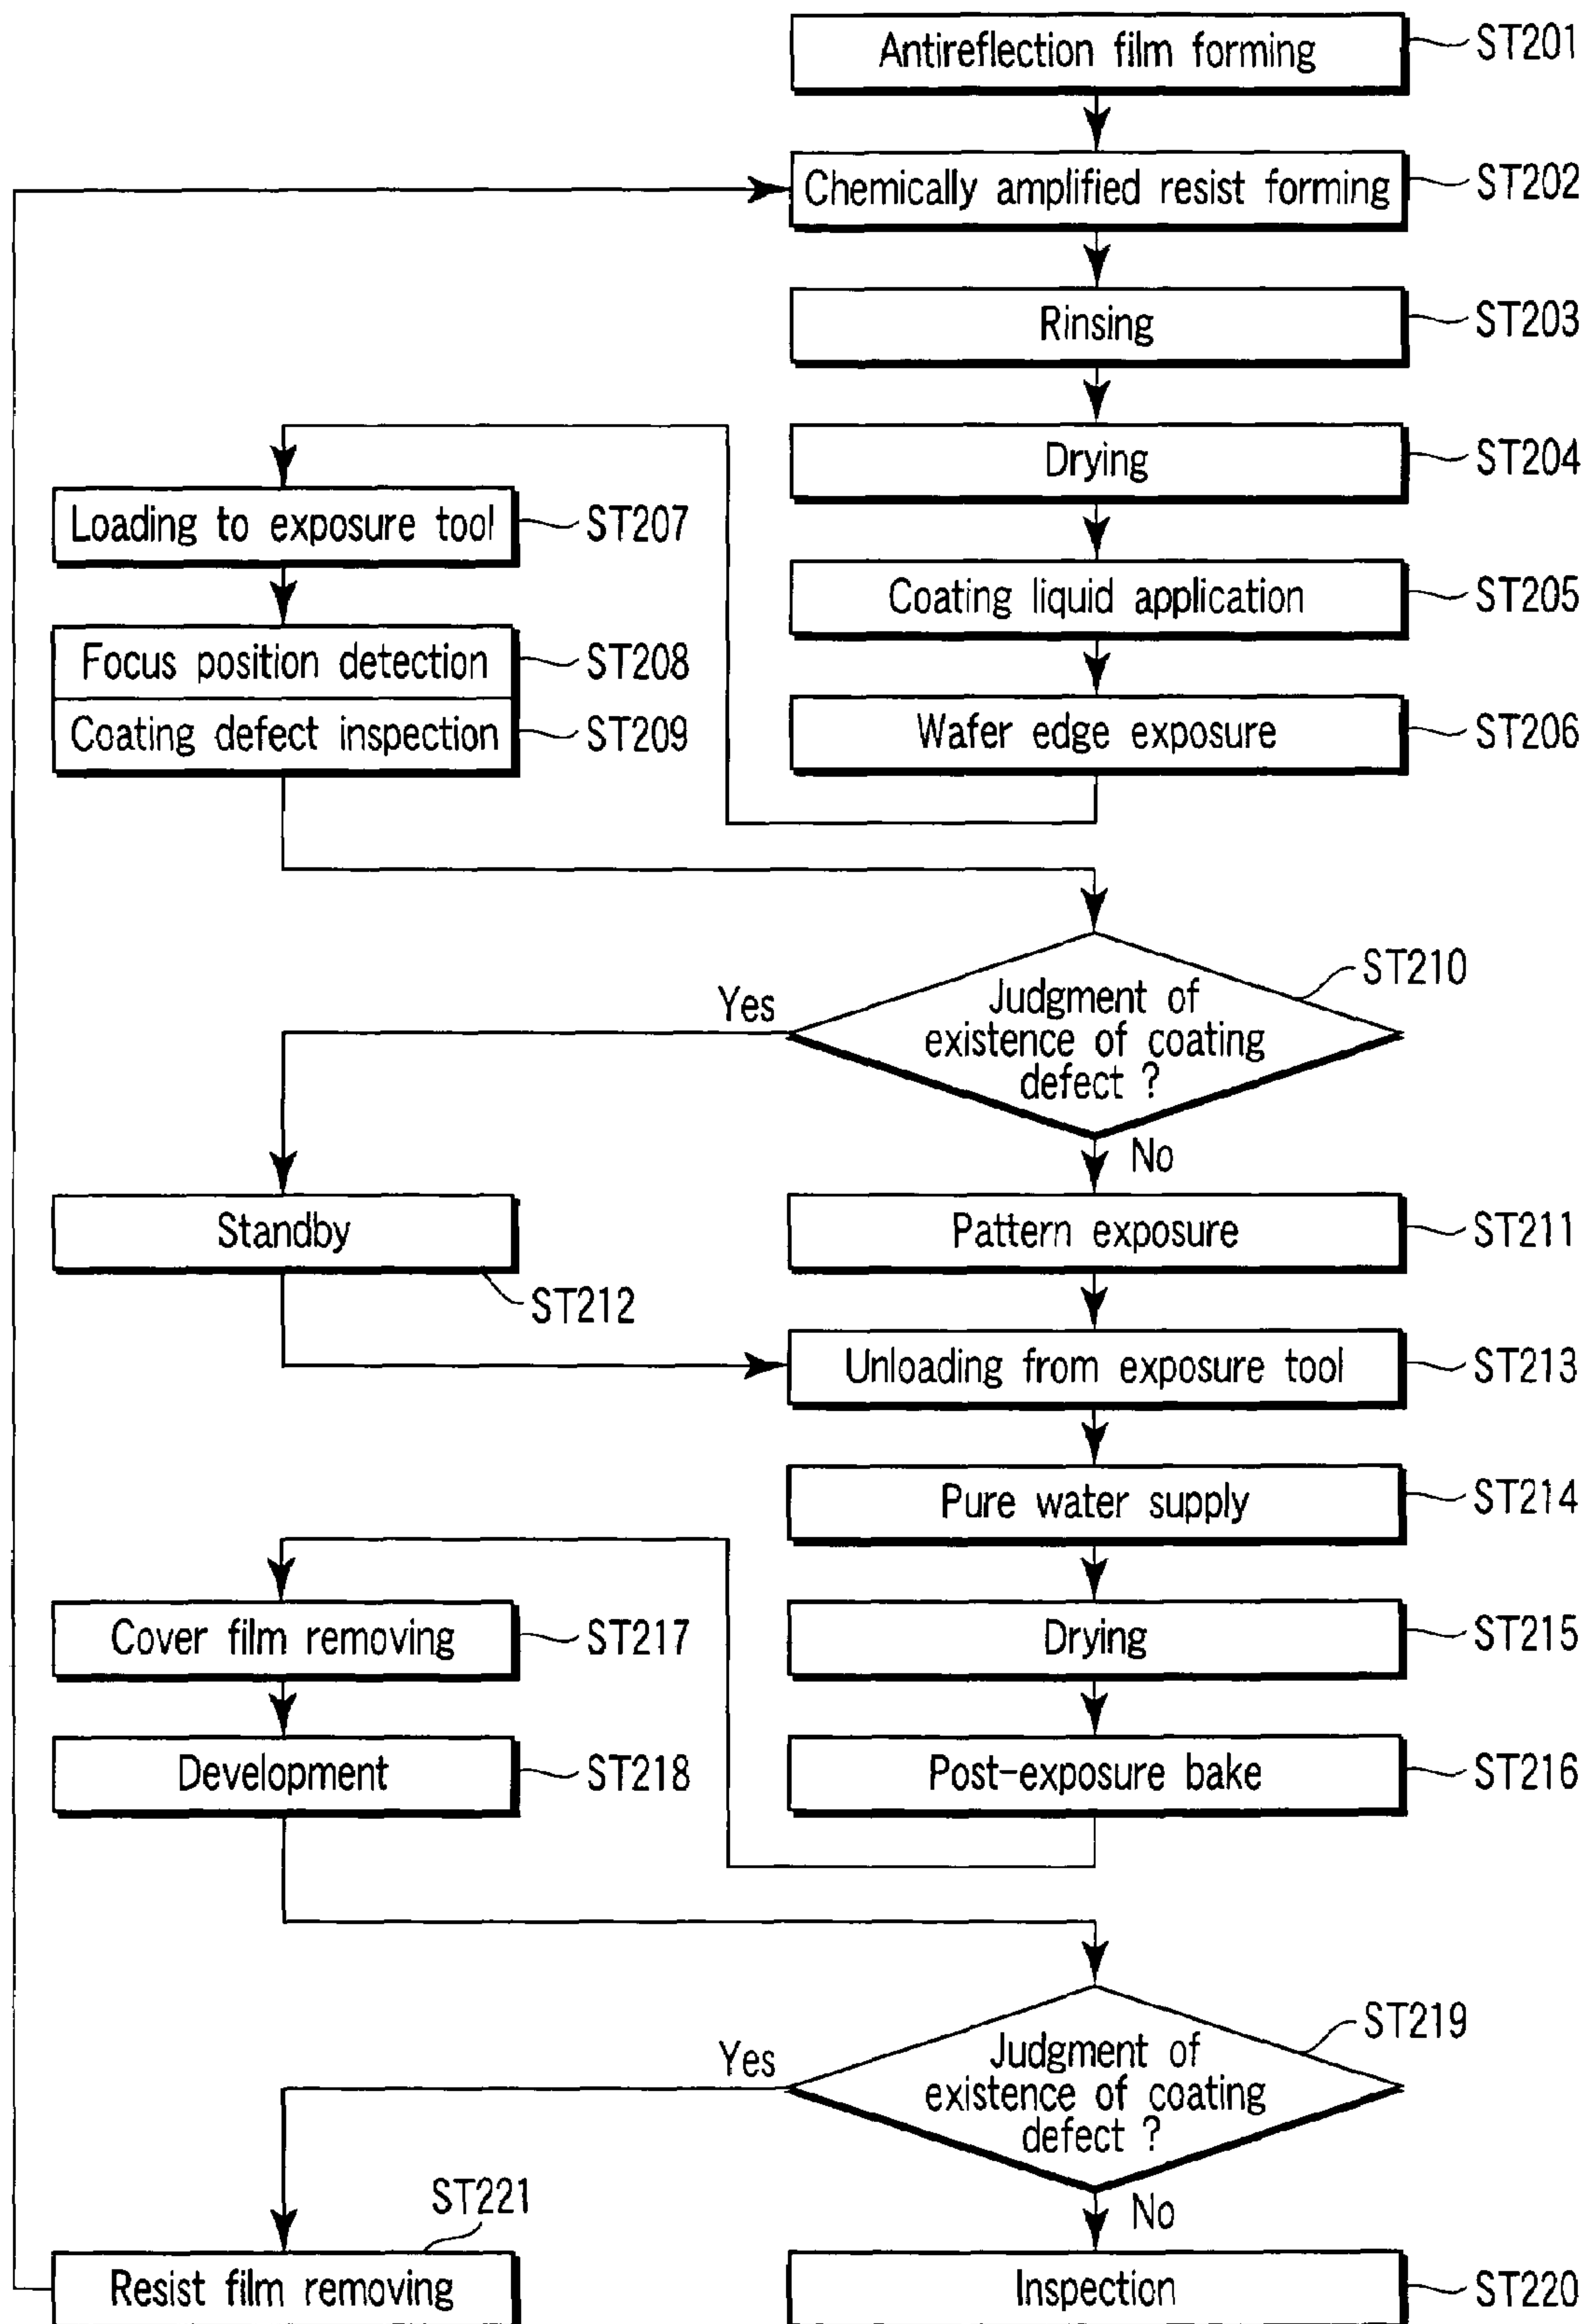 Antireflection film forming
ST201
Chemically amplified resist forming
ST202
Rinsing
ST203
Drying
ST204
Coating liquid application
ST205
Wafer edge exposure
ST206
Loading to exposure tool
ST207
Focus position detection
ST208
Coating defect inspection
ST209
Judgment of
existence of coating
defect ?
ST210
Yes
No
Pattern exposure
ST211
Standby
ST212
Unloading from exposure tool
ST213
Pure water supply
ST214
Drying
ST215
Post-exposure bake
ST216
Cover film removing
ST217
Development
ST218
Judgment of
existence of coating
defect ?
ST219
Yes
No
Inspection
ST220
ST221
Resist film removing